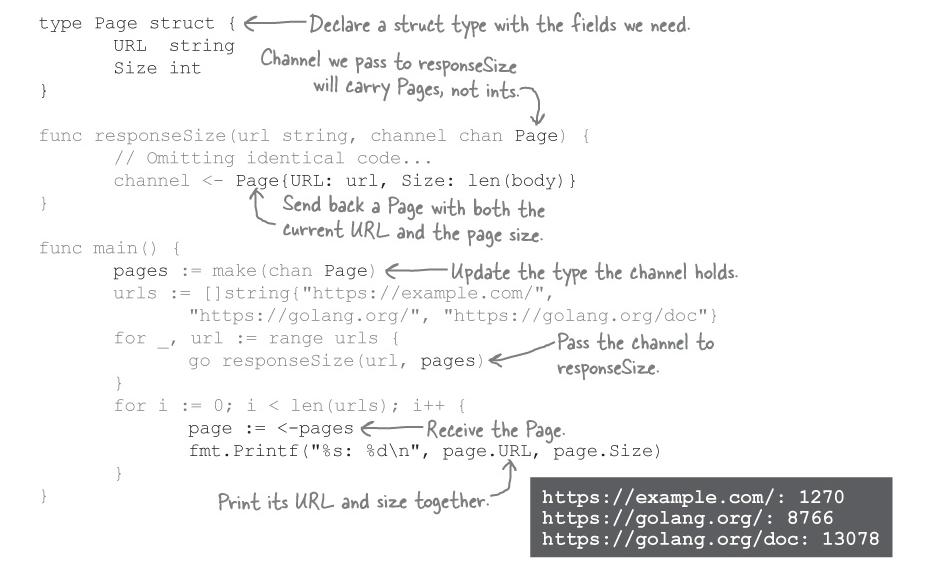 type Page struct { Declare a struct type with the fields we need.
URL string
Size int
Channel we pass to responseSize
will carry Pages, not ints.
}
func responseSize(url string, channel chan Page) {
// Omitting identical code...
channel <- Page{URL: url, Size: len(body)}
}
Send back a Page with both the
current URL and the page size.
func main() {
pages := make(chan Page) Update the type the channel holds.
urls := []string{"https://example.com/",
"https://golang.org/", "https://golang.org/doc"}
for _, url := range urls {
go responseSize(url, pages)
Pass the channel to
responseSize.
}
for i := 0; i < len(urls); i++ {
page := <-pages Receive the Page.
fmt.Printf("%s: %d\n", page.URL, page.Size)
}
Print its URL and size together.
}
https://example.com/: 1270
https://golang.org/: 8766
https://golang.org/doc: 13078